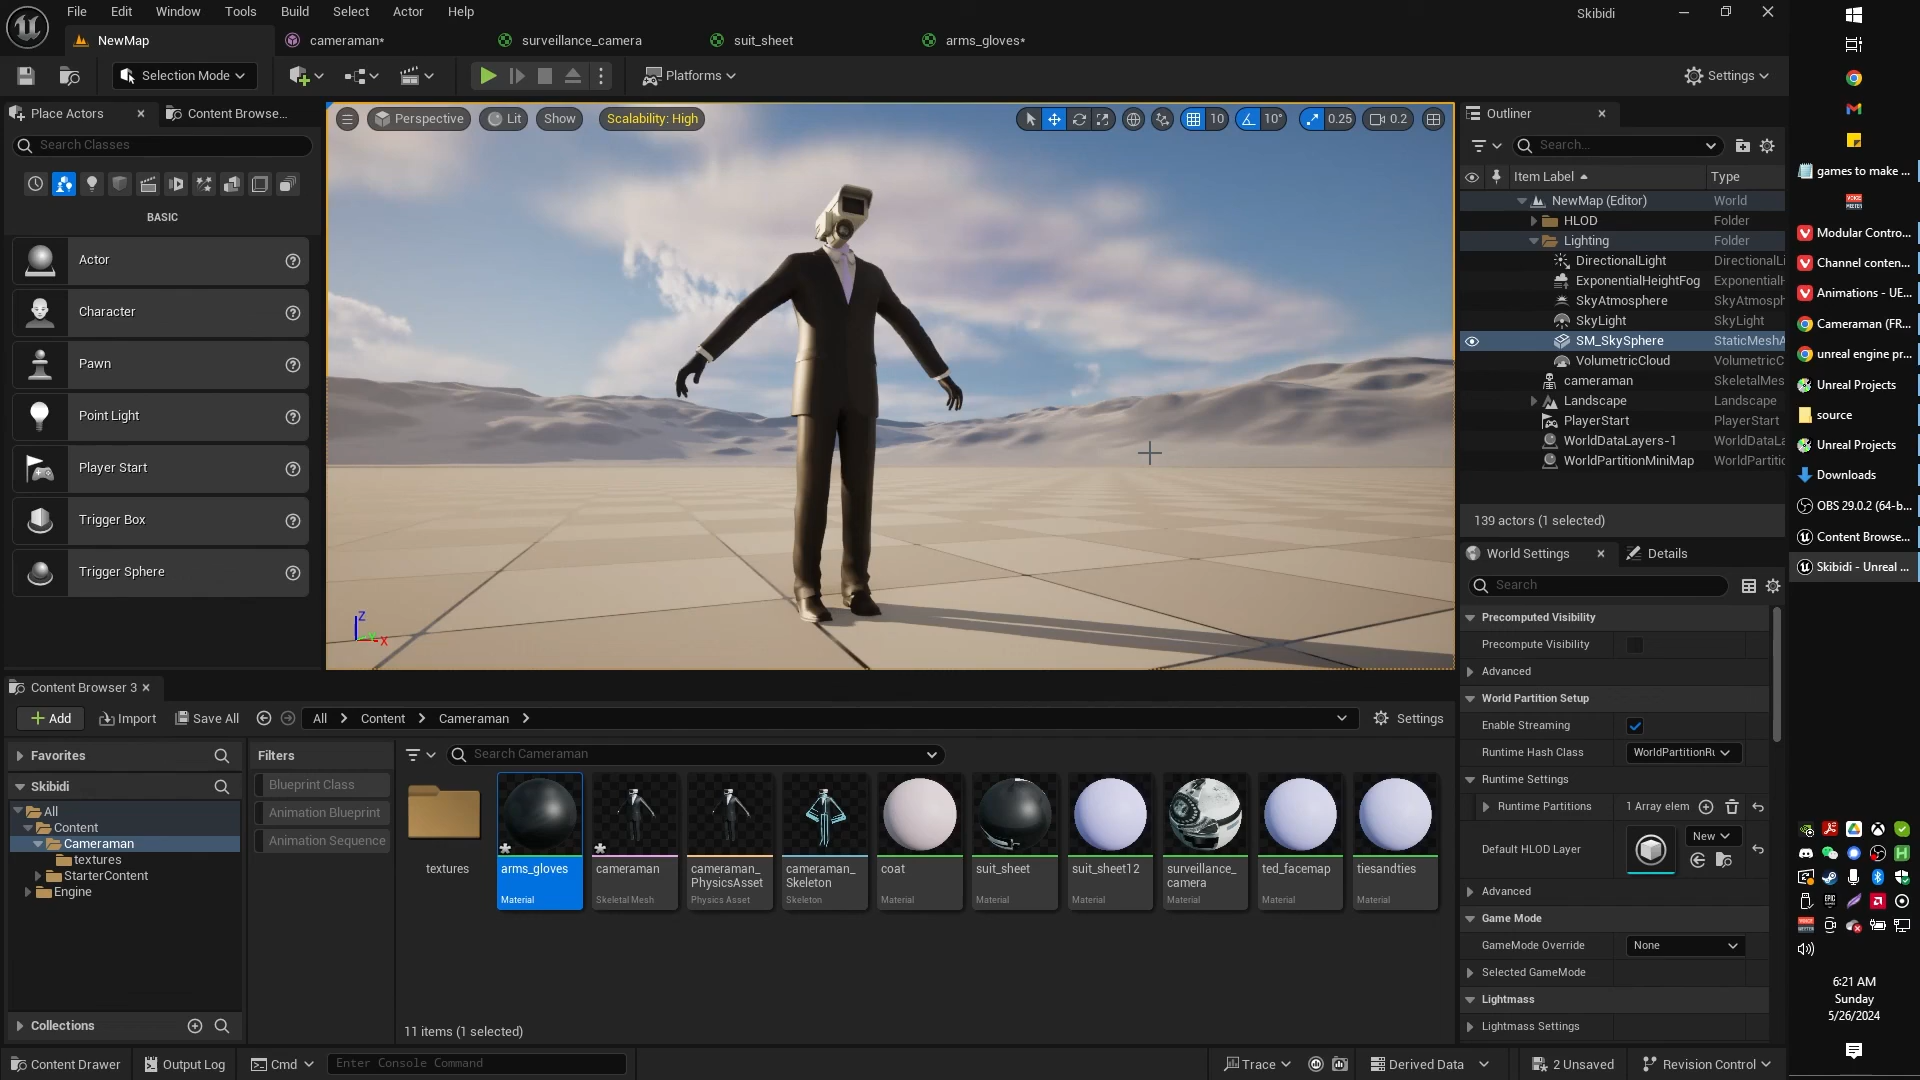 File Edit Window Tools Build Select Actor Help
Skibidi
NewMap
cameraman*
surveillance_camera
suit_sheet
arms_gloves*
Selection Mode
Platforms
Settings
Place Actors
Content Browse...
Search Classes
BASIC
Actor
Character
Pawn
Point Light
Player Start
Trigger Box
Trigger Sphere
Perspective
Lit
Show
Scalability: High
10
10°
0.25
0.2
Z
X
Outliner
Search...
Item Label
Type
NewMap (Editor) World
HLOD Folder
Lighting Folder
DirectionalLight DirectionalLi
ExponentialHeightFog Exponentialh
SkyAtmosphere SkyAtmosph
SkyLight SkyLight
SM_SkySphere StaticMeshA
VolumetricCloud VolumetricC
cameraman SkeletalMes
Landscape Landscape
PlayerStart PlayerStart
WorldDataLayers-1 WorldDataLa
WorldPartitionMiniMap WorldPartitic
139 actors (1 selected)
World Settings
Details
Search
Precomputed Visibility
Precompute Visibility
Advanced
World Partition Setup
Enable Streaming
Runtime Hash Class WorldPartitionRu
Runtime Settings
Runtime Partitions 1 Array elem
Default HLOD Layer
New
Advanced
Game Mode
GameMode Override None
Selected GameMode
Lightmass
Lightmass Settings
Content Browser 3
Add
Import
Save All
All
Content
Cameraman
Settings
Favorites
Skibidi
All
Content
Cameraman
textures
StarterContent
Engine
Collections
Filters
Blueprint Class
Animation Blueprint
Animation Sequence
Search Cameraman
textures
arms_gloves
Material
cameraman
Skeletal Mesh
cameraman_
PhysicsAsset
Physics Asset
cameraman_
Skeleton
Skeleton
coat
Material
suit_sheet
Material
suit_sheet12
Material
surveillance_
camera
Material
ted_facemap
Material
tiesandties
Material
11 items (1 selected)
Content Drawer
Output Log
Cmd
Enter Console Command
Trace
Derived Data
2 Unsaved
Revision Control
games to make ...
Modular Contro...
Channel conten...
Animations - UE...
Cameraman (FR...
unreal engine pr...
Unreal Projects
source
Unreal Projects
Downloads
OBS 29.0.2 (64-b...
Content Browse...
Skibidi - Unreal ...
6:21 AM
Sunday
5/26/2024